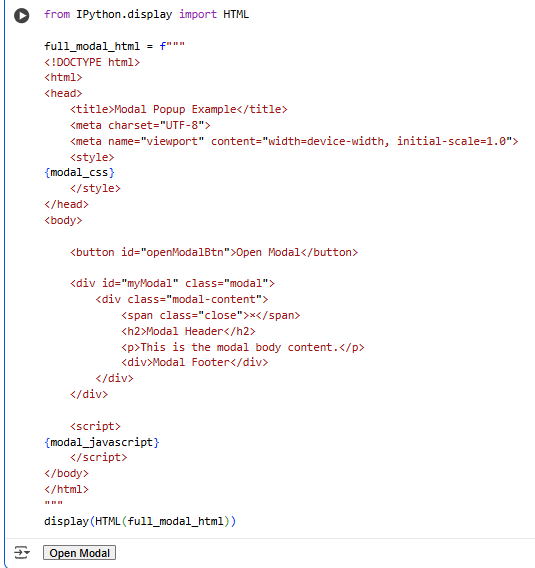 from IPython.display import HTML
full_modal_html = f"""
<!DOCTYPE html>
<html>
<head>
    <title>Modal Popup Example</title>
    <meta charset="UTF-8">
    <meta name="viewport" content="width=device-width, initial-scale=1.0">
    <style>
{modal_css}
    </style>
</head>
<body>
    <button id="openModalBtn">Open Modal</button>
    <div id="myModal" class="modal">
        <div class="modal-content">
            <span class="close">×</span>
            <h2>Modal Header</h2>
            <p>This is the modal body content.</p>
            <div>Modal Footer</div>
        </div>
    </div>
    <script>
{modal_javascript}
    </script>
</body>
</html>
"""
display(HTML(full_modal_html))
Open Modal